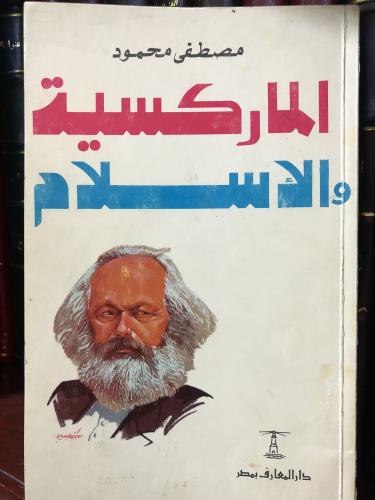 مصطفى محمود
الماركسية
والإسلام
دار المعارف بمصر